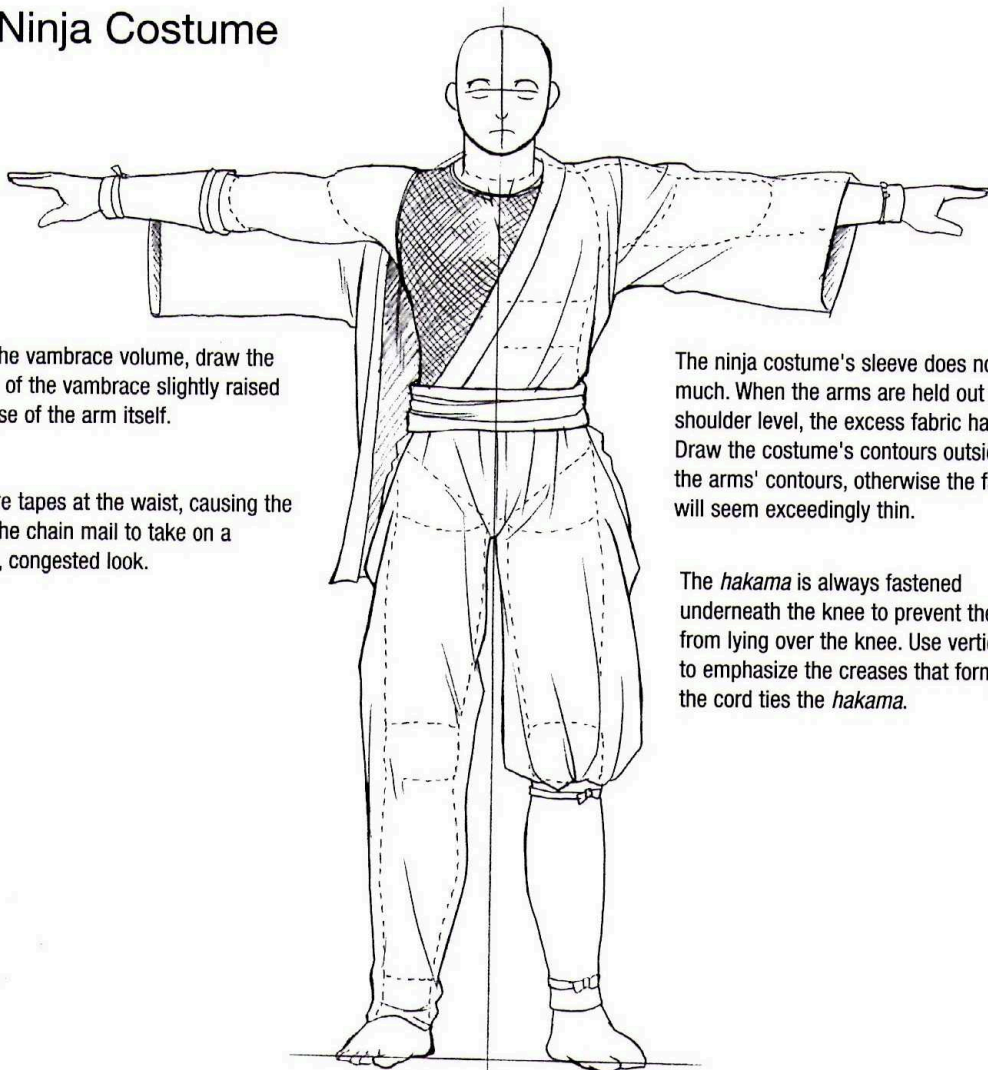 Ninja Costume
he vambrace volume, draw the
of the vambrace slightly raised
se of the arm itself.
e tapes at the waist, causing the
he chain mail to take on a
, congested look.
The ninja costume's sleeve does no
much. When the arms are held out
shoulder level, the excess fabric ha
Draw the costume's contours outsi
the arms' contours, otherwise the f
will seem exceedingly thin.
The hakama is always fastened
underneath the knee to prevent the
from lying over the knee. Use verti
to emphasize the creases that form
the cord ties the hakama.